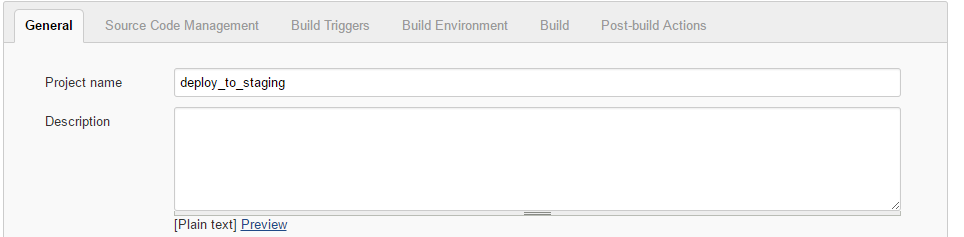 General Source Code Management Build Triggers Build Environment Build Post-build Actions
Project name deploy_to_staging
Description
[Plain text] Preview